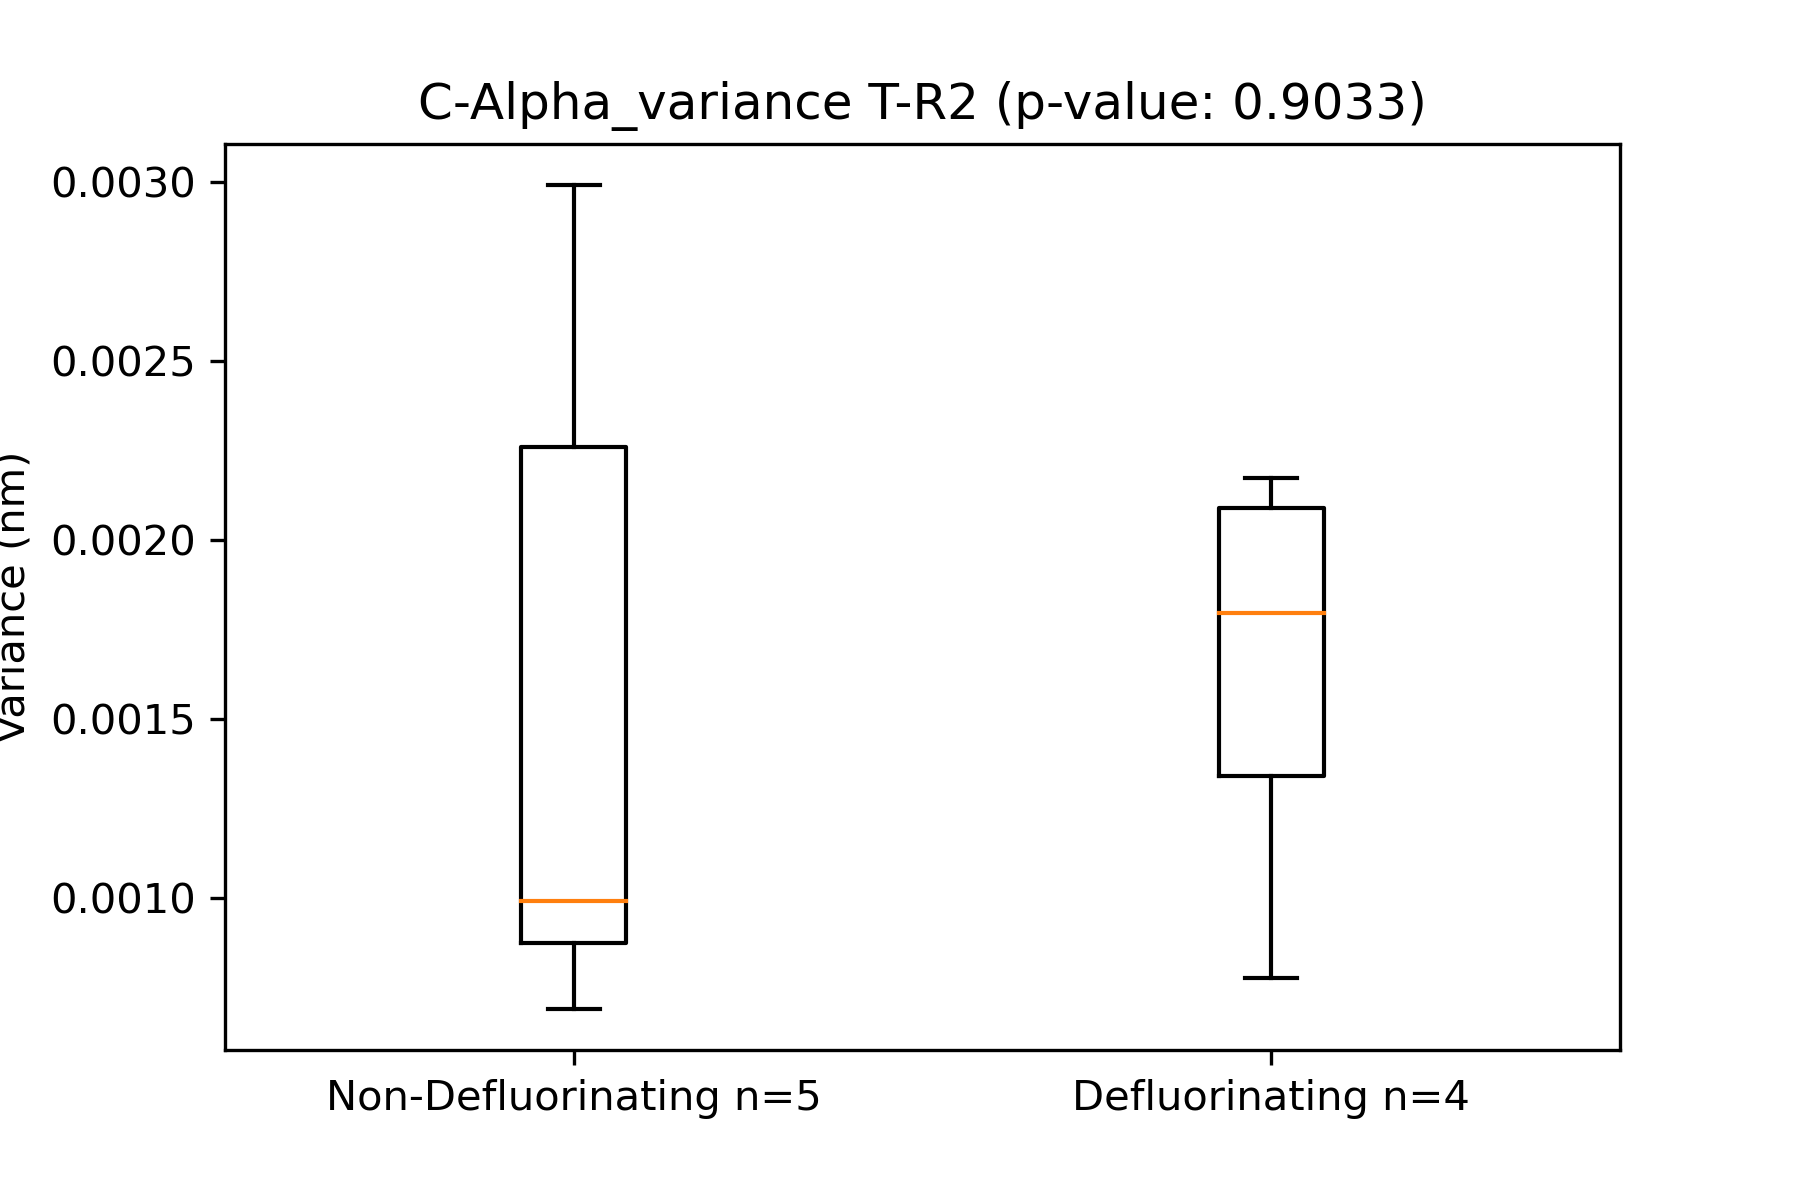 C-Alpha_variance T-R2 (p-value: 0.9033)
0.0030
0.0025
0.0020
0.0015
0.0010
Variance (nm)
Non-Defluorinating n=5
Defluorinating n=4